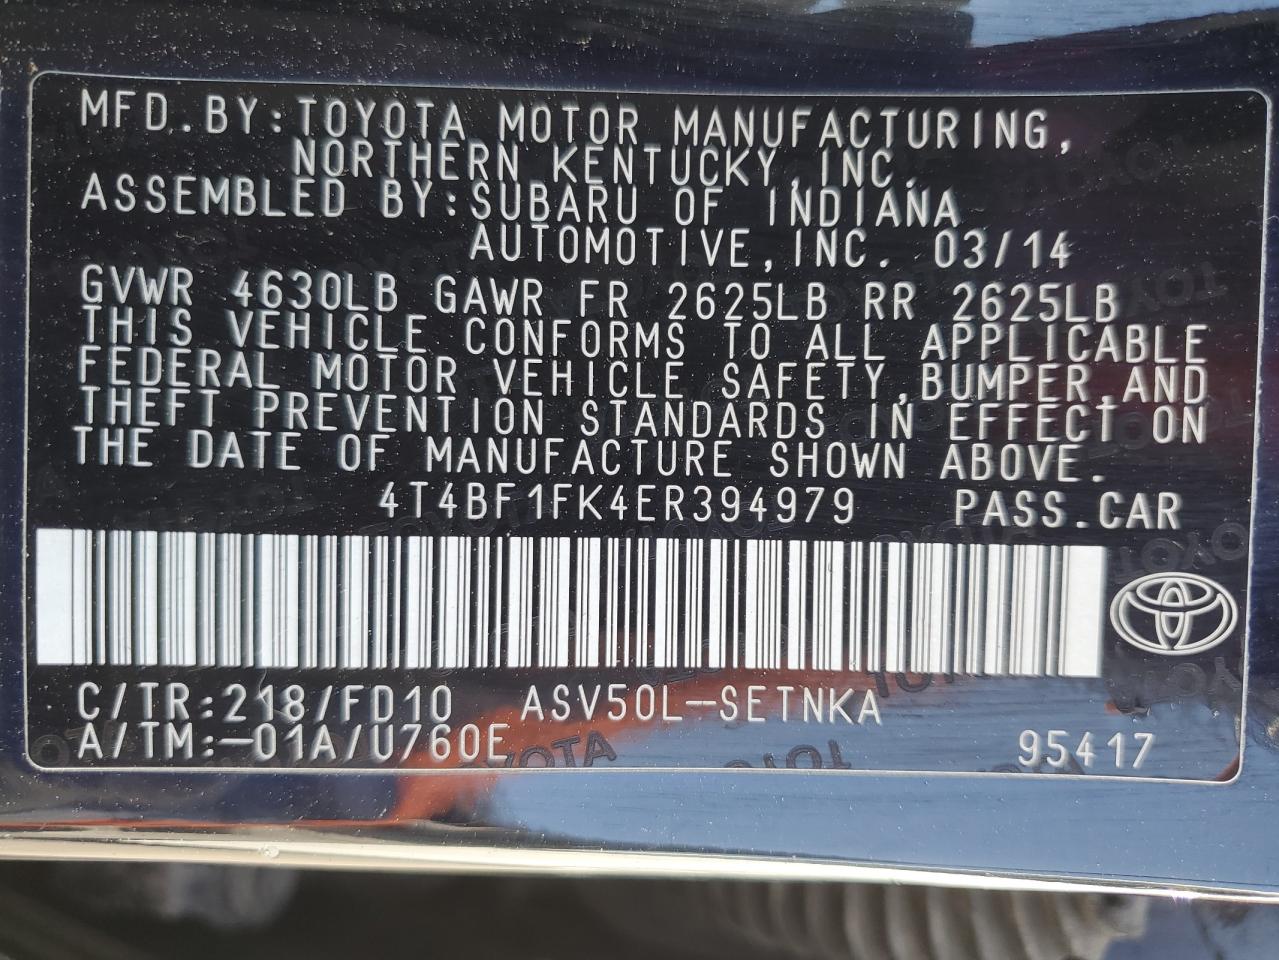 MFD. BY:TOYOTA MOTOR MANUFACTURING,
NORTHERN KENTUCKY,INC.
ASSEMBLED BY:SUBARU OF INDIANA
AUTOMOTIVE,INC. 03/14
GVWR 4630LB GAWR FR 2625LB RR 2625LB
THIS VEHICLE CONFORMS TO ALL APPLICABLE
FEDERAL MOTOR VEHICLE SAFETY,BUMPER,AND
THEFT PREVENTION STANDARDS IN EFFECT ON
THE DATE OF MANUFACTURE SHOWN ABOVE.
4T4BF1FK4ER394979 PASS.CAR
C/TR:218/FD10 ASV50L-SETNKA
A/TM:-01A/U760E 95417